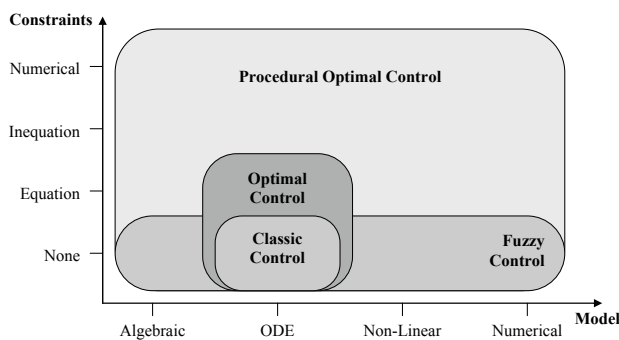 Constraints
Numerical
Procedural Optimal Control
Inequation
Equation
Optimal
Control
None
Classic
Control
Fuzzy
Control
Model
Algebraic
ODE
Non-Linear
Numerical